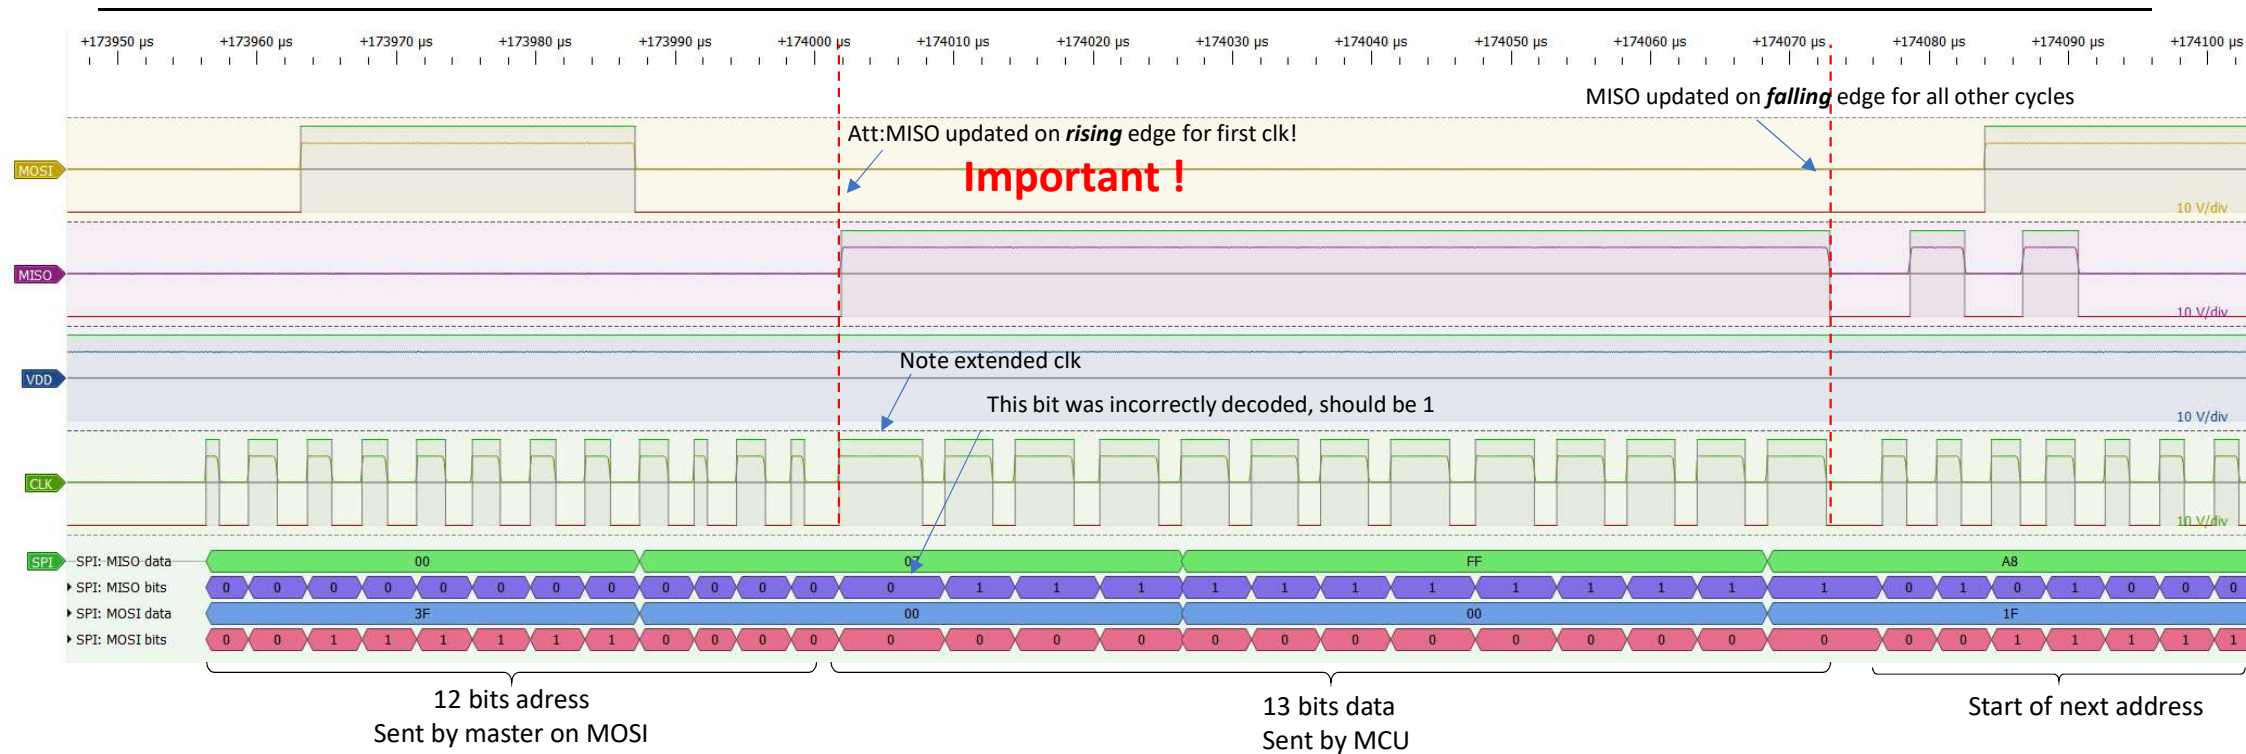 +173950 µs +173960 µs +173970 µs +173980 µs +173990 µs +174000 µs +174010 µs +174020 µs +174030 µs +174040 µs +174050 µs +174060 µs +174070 µs +174080 µs +174090 µs +174100 µs
MISO updated on falling edge for all other cycles
Att:MISO updated on rising edge for first clk!
Important !
MOSI
10 V/div
MISO
10 V/div
Note extended clk
VDD
This bit was incorrectly decoded, should be 1
10 V/div
CLK
10 V/div
SPI SPI: MISO data 00 07 FF A8
SPI: MISO bits 0 0 0 0 0 0 0 0 0 0 0 0 0 1 1 1 1 1 1 1 1 1 1 1 1 0 1 0 1 0 0 0
SPI: MOSI data 3F 00 00 1F
SPI: MOSI bits 0 0 1 1 1 1 1 1 0 0 0 0 0 0 0 0 0 0 0 0 0 0 0 0 0 0 0 1 1 1 1 1
12 bits adress
Sent by master on MOSI
13 bits data
Sent by MCU
Start of next address